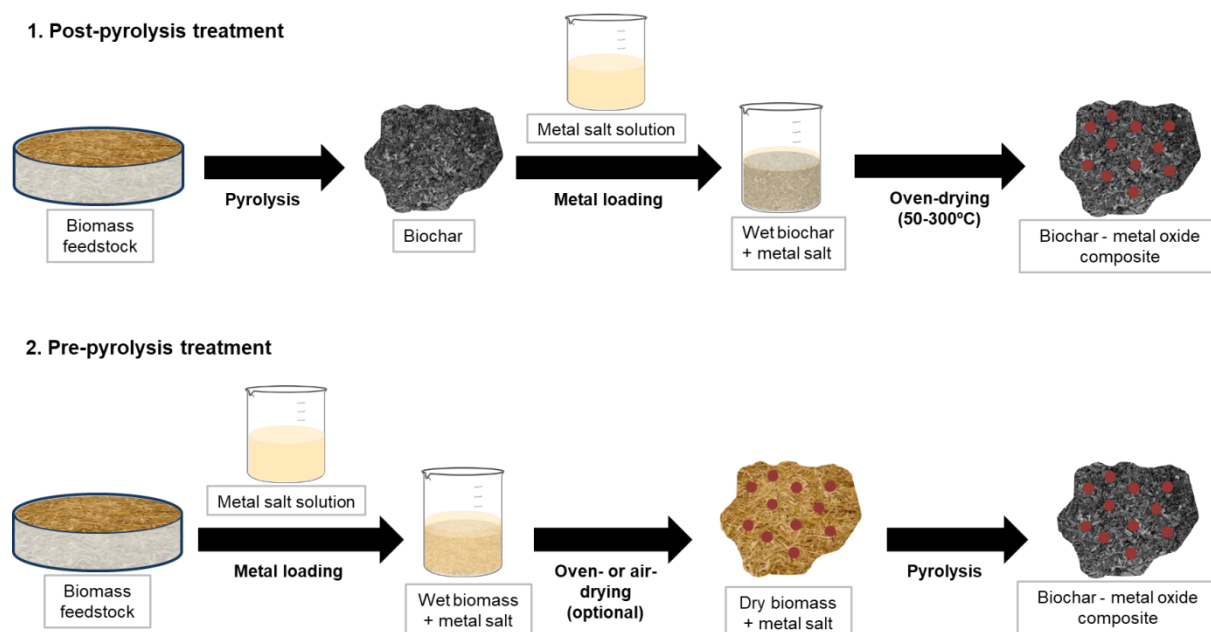 1. Post-pyrolysis treatment
Metal salt solution
Biomass
feedstock
Pyrolysis
Biochar
Metal loading
Wet biochar
+ metal salt
Oven-drying
(50-300ºC)
Biochar - metal oxide
composite
2. Pre-pyrolysis treatment
Metal salt solution
Biomass
feedstock
Metal loading
Wet biomass
+ metal salt
Oven- or air-
drying
(optional)
Dry biomass
+ metal salt
Pyrolysis
Biochar - metal oxide
composite